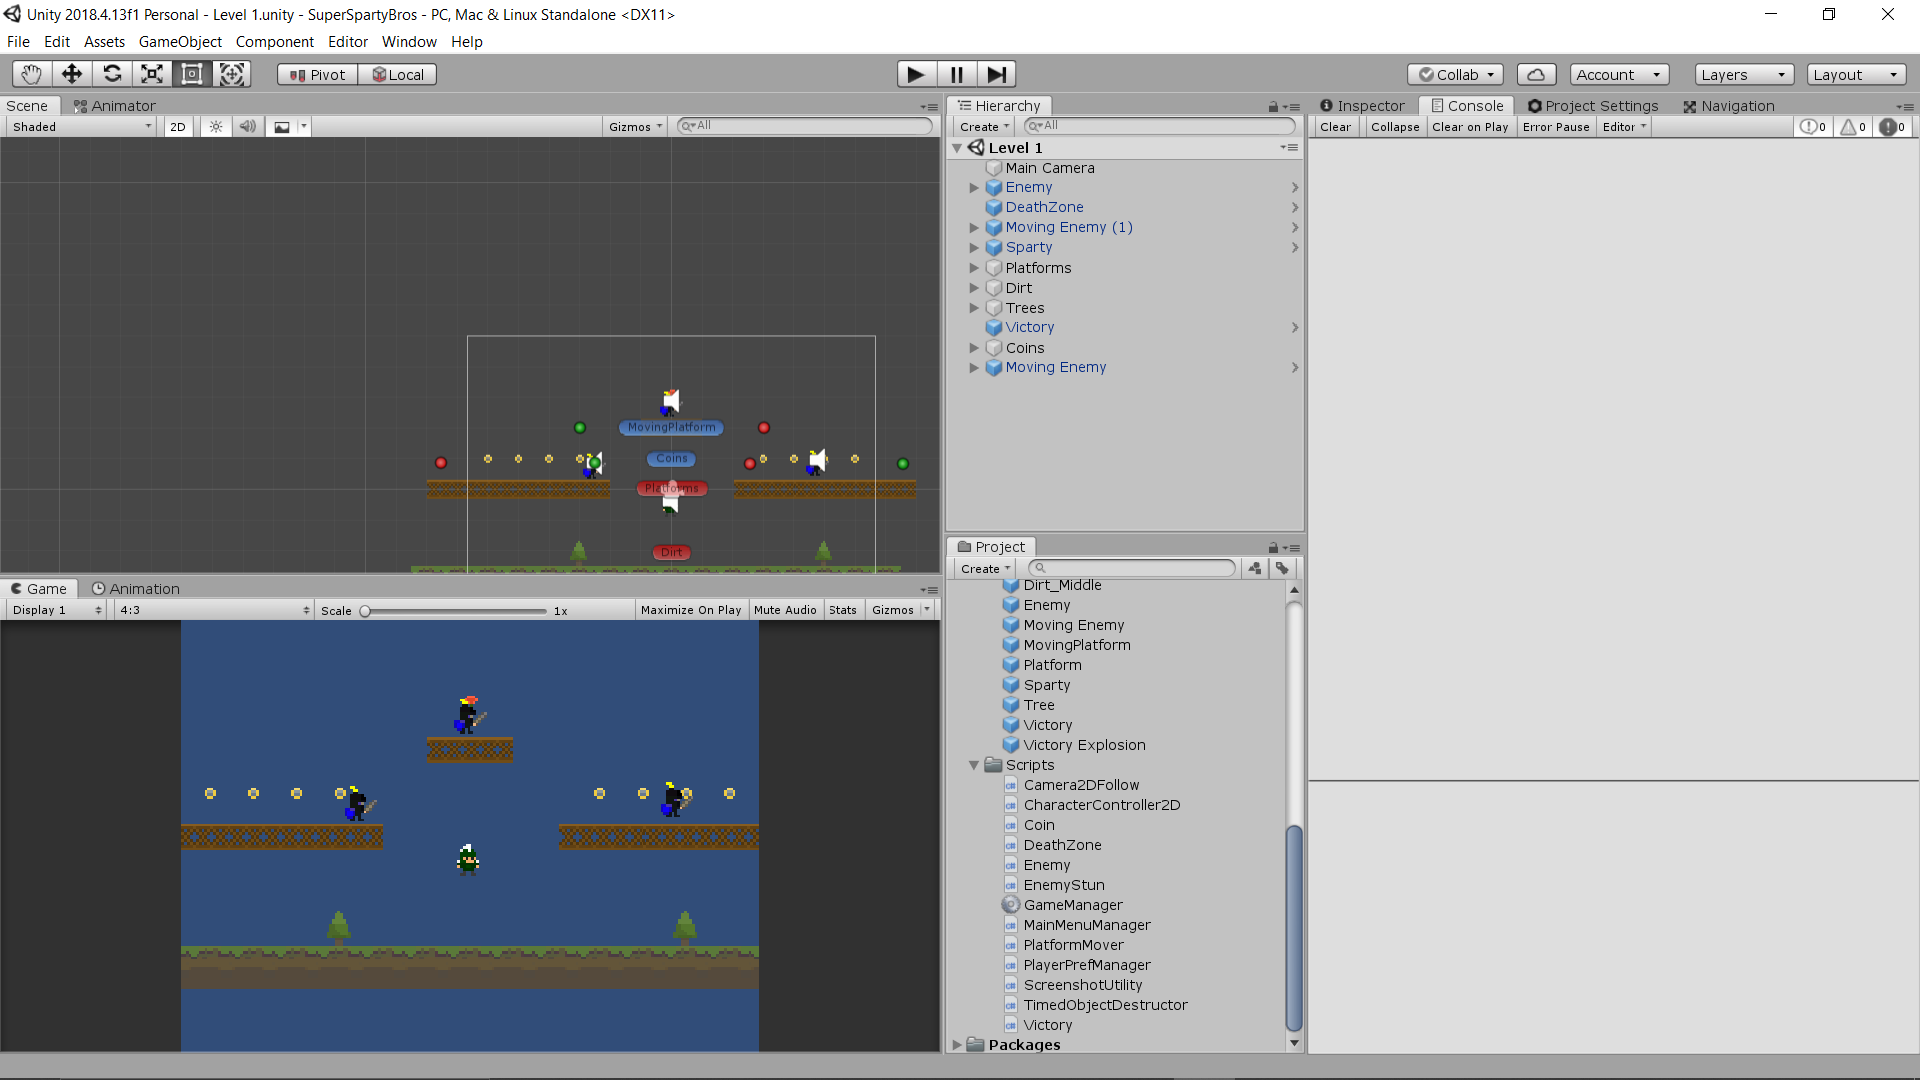 Unity 2018.4.13f1 Personal - Level 1.unity - SuperSpartyBros - PC, Mac & Linux Standalone <DX11>
File Edit Assets GameObject Component Editor Window Help
Pivot Local Collab Account Layers Layout
Scene Animator
Shaded 2D Gizmos All
MovingPlatform
Coins
Platforms
Dirt
Game Animation
Display 1 4:3 Scale 1x Maximize On Play Mute Audio Stats Gizmos
Hierarchy
Create All
Level 1
Main Camera
Enemy
DeathZone
Moving Enemy (1)
Sparty
Platforms
Dirt
Trees
Victory
Coins
Moving Enemy
Project
Create
Dirt_Middle
Enemy
Moving Enemy
MovingPlatform
Platform
Sparty
Tree
Victory
Victory Explosion
Scripts
Camera2DFollow
CharacterController2D
Coin
DeathZone
Enemy
EnemyStun
GameManager
MainMenuManager
PlatformMover
PlayerPrefManager
ScreenshotUtility
TimedObjectDestructor
Victory
Packages
Inspector Console Project Settings Navigation
Clear Collapse Clear on Play Error Pause Editor 0 0 0